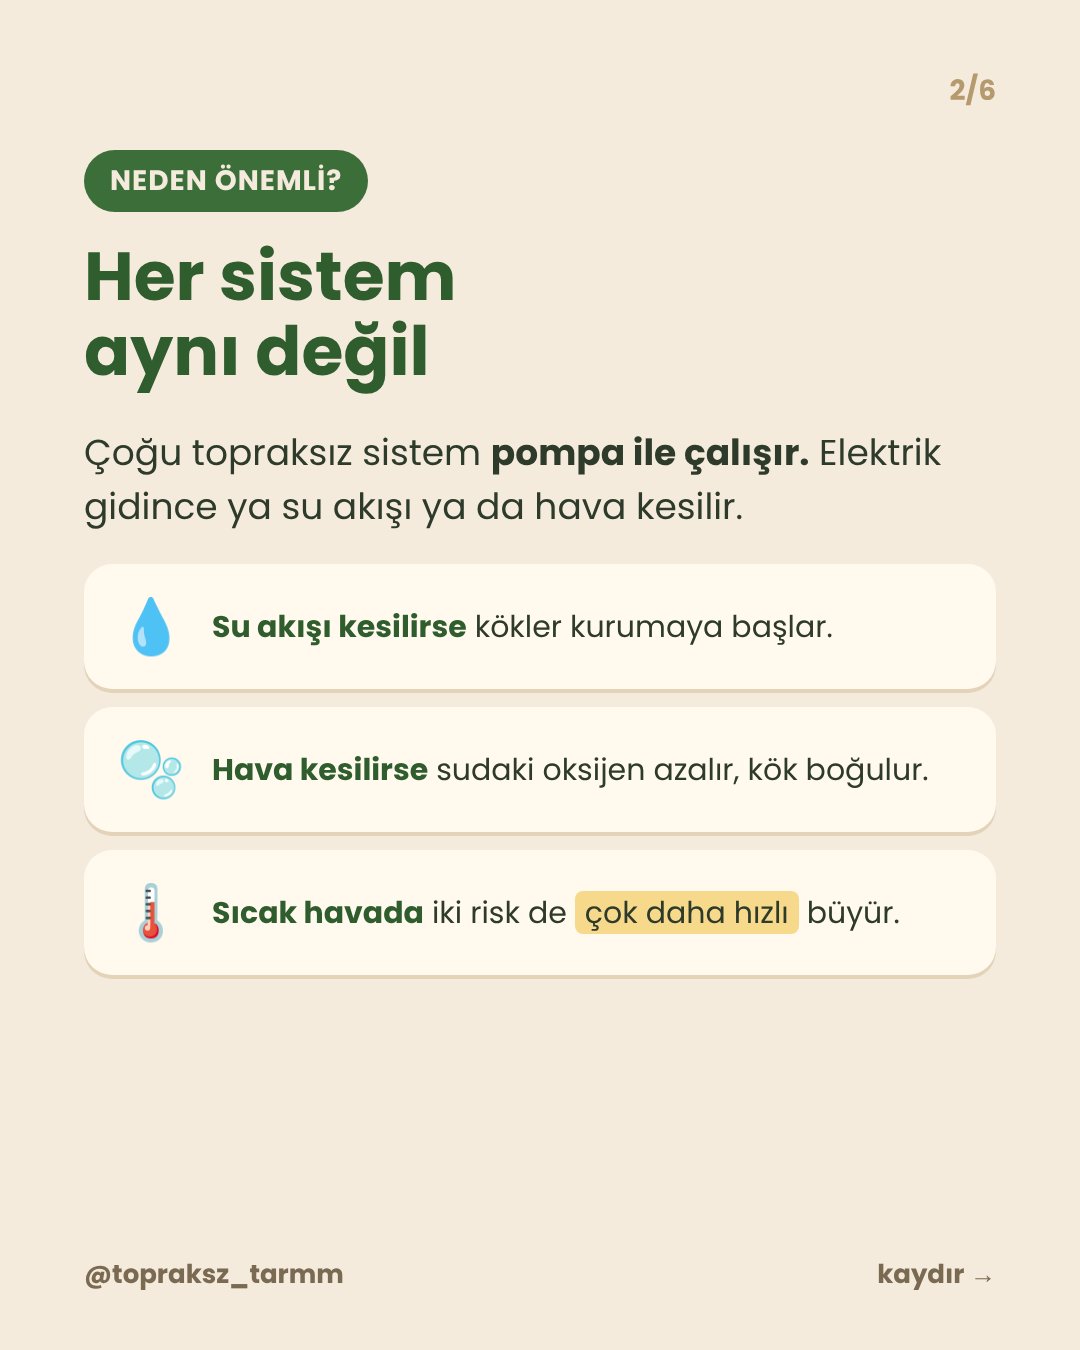 2/6
NEDEN ÖNEMLİ?
Her sistem
aynı değil
Çoğu topraksız sistem pompa ile çalışır. Elektrik
gidince ya su akışı ya da hava kesilir.
Su akışı kesilirse kökler kurumaya başlar.
Hava kesilirse sudaki oksijen azalır, kök boğulur.
Sıcak havada iki risk de çok daha hızlı büyür.
@topraksz_tarmm
kaydır →